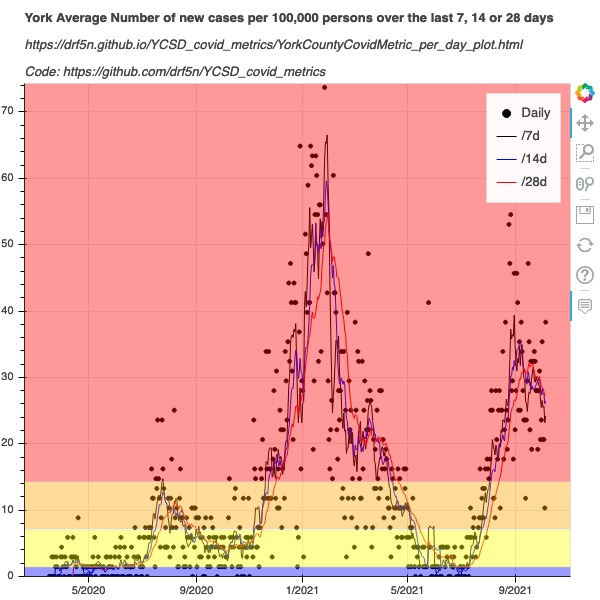 York Average Number of new cases per 100,000 persons over the last 7, 14 or 28 days
https://drf5n.github.io/YCSD_covid_metrics/YorkCountyCovidMetric_per_day_plot.html
Code: https://github.com/drf5n/YCSD_covid_metrics
Daily
/7d
/14d
/28d
70
60
50
40
30
20
10
0
5/2020
9/2020
1/2021
5/2021
9/2021